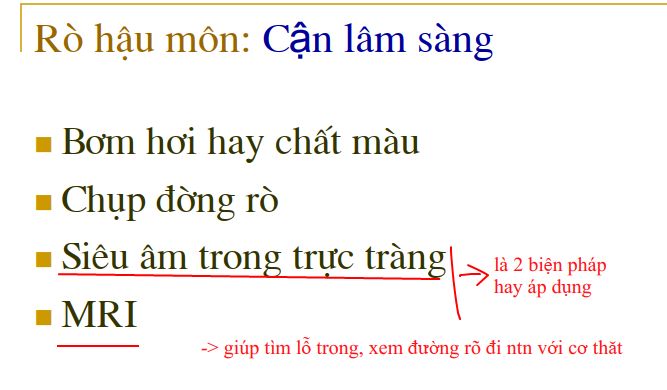 Rò hậu môn: Cận lâm sàng
Bơm hơi hay chất màu
Chụp đờng rò
Siêu âm trong trực tràng
là 2 biện pháp
hay áp dụng
MRI
-> giúp tìm lỗ trong, xem đường rõ đi ntn với cơ thăt